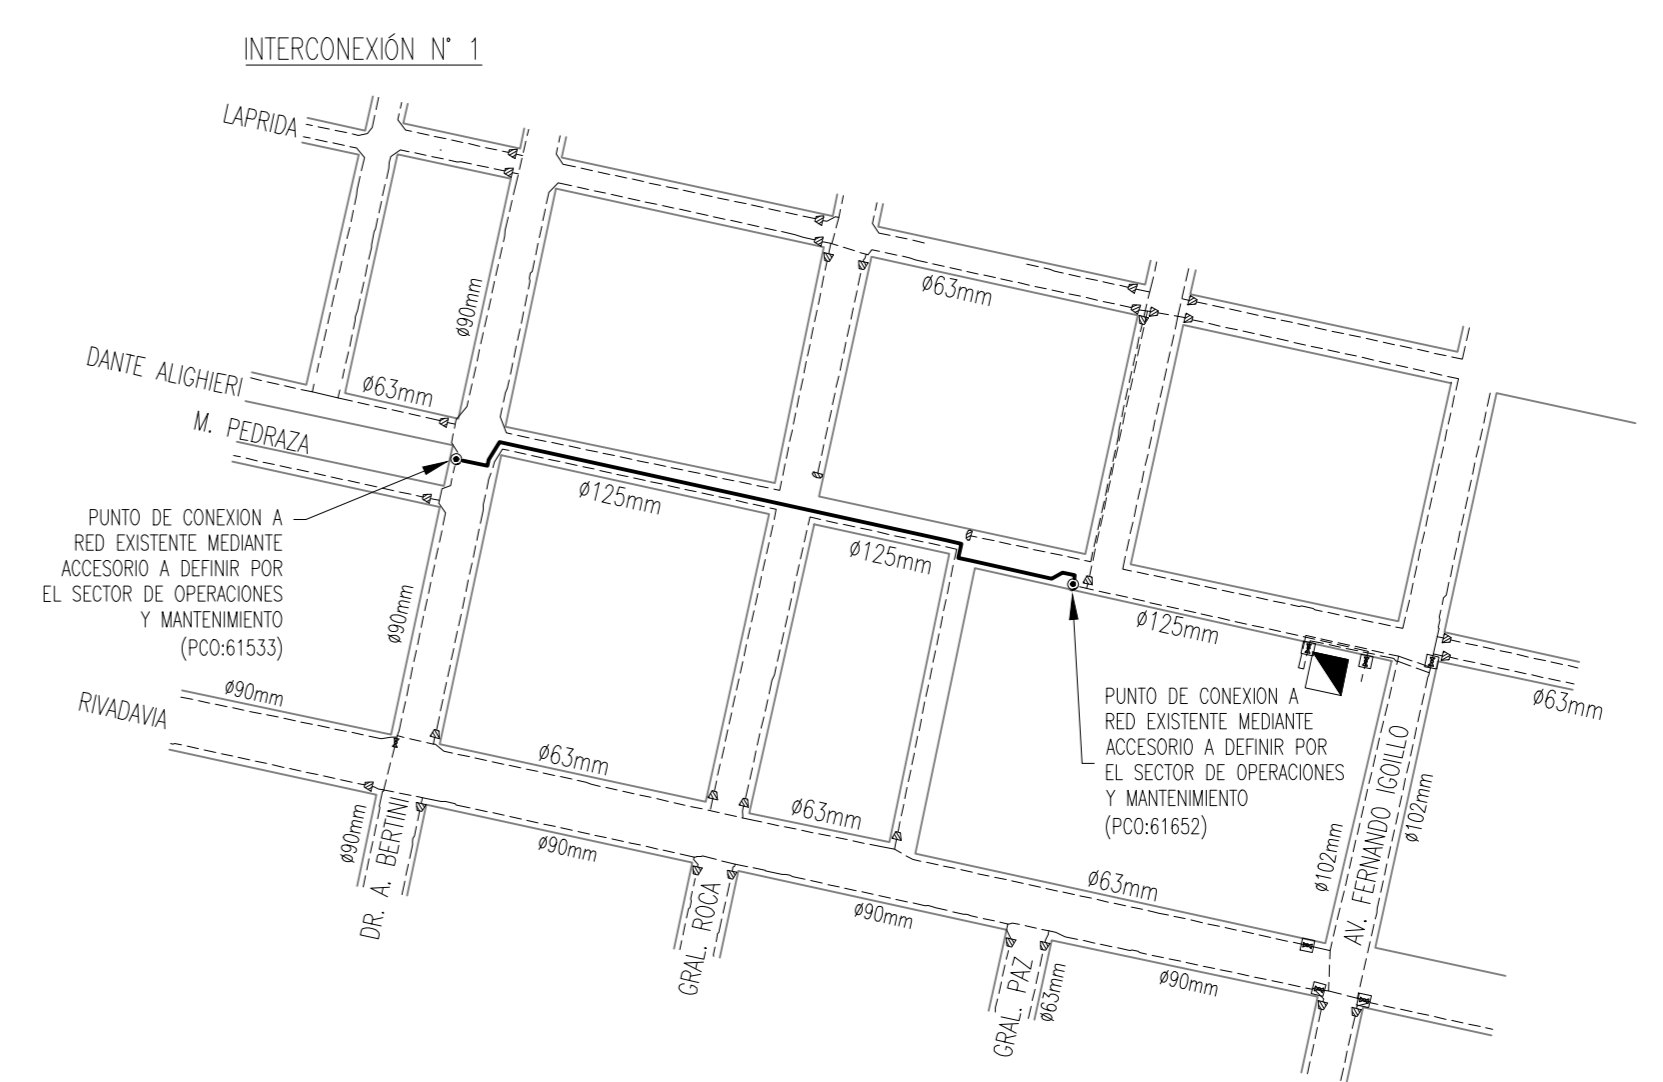 INTERCONEXIÓN N° 1
LAPRIDA
ø90mm
ø63mm
DANTE ALIGHIERI
ø63mm
M. PEDRAZA
ø125mm
ø125mm
PUNTO DE CONEXION A
RED EXISTENTE MEDIANTE
ACCESORIO A DEFINIR POR
EL SECTOR DE OPERACIONES
Y MANTENIMIENTO
(PCO:61533)
ø90mm
ø125mm
ø63mm
PUNTO DE CONEXION A
RED EXISTENTE MEDIANTE
ACCESORIO A DEFINIR POR
EL SECTOR DE OPERACIONES
Y MANTENIMIENTO
(PCO:61652)
RIVADAVIA
ø90mm
ø63mm
ø63mm
ø102mm
AV. FERNANDO IGOILLO
ø102mm
ø90mm
DR. A. BERTINI
ø90mm
ø63mm
GRAL. ROCA
ø90mm
GRAL. PAZ
ø63mm
ø90mm